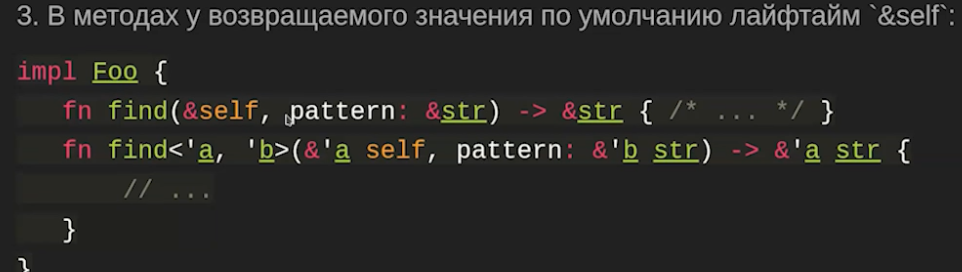 3. В методах у возвращаемого значения по умолчанию лайфтайм `&self`:
impl Foo {
fn find(&self, pattern: &str) -> &str { /* ... */ }
fn find<'a, 'b>(&'a self, pattern: &'b str) -> &'a str {
// ...
}
}